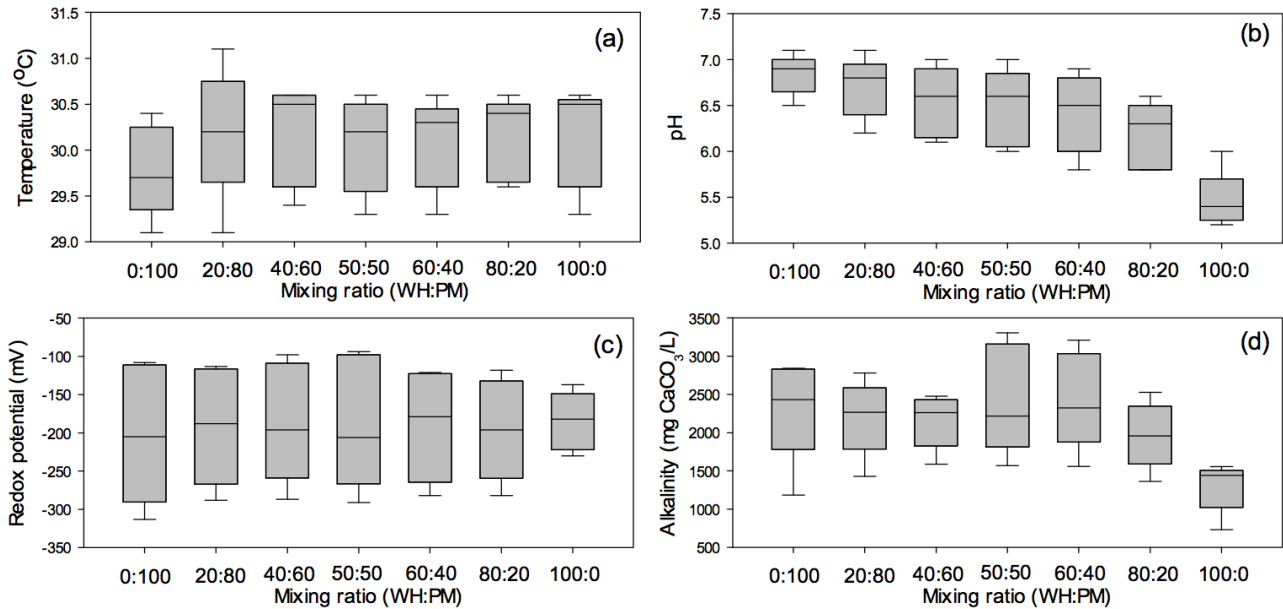 (a)
Temperature (°C)
31.5
31.0
30.5
30.0
29.5
29.0
0:100 20:80 40:60 50:50 60:40 80:20 100:0
Mixing ratio (WH:PM)
(b)
pH
7.5
7.0
6.5
6.0
5.5
5.0
0:100 20:80 40:60 50:50 60:40 80:20 100:0
Mixing ratio (WH:PM)
(c)
Redox potential (mV)
-50
-100
-150
-200
-250
-300
-350
0:100 20:80 40:60 50:50 60:40 80:20 100:0
Mixing ratio (WH:PM)
(d)
Alkalinity (mg CaCO₃/L)
3500
3000
2500
2000
1500
1000
500
0:100 20:80 40:60 50:50 60:40 80:20 100:0
Mixing ratio (WH:PM)